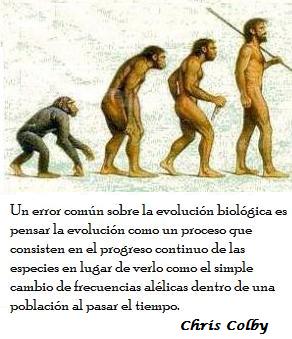 Un error común sobre la evolución biológica es
pensar la evolución como un proceso que
consisten en el progreso continuo de las
especies en lugar de verlo como el simple
cambio de frecuencias alélicas dentro de una
población al pasar el tiempo.
Chris Colby